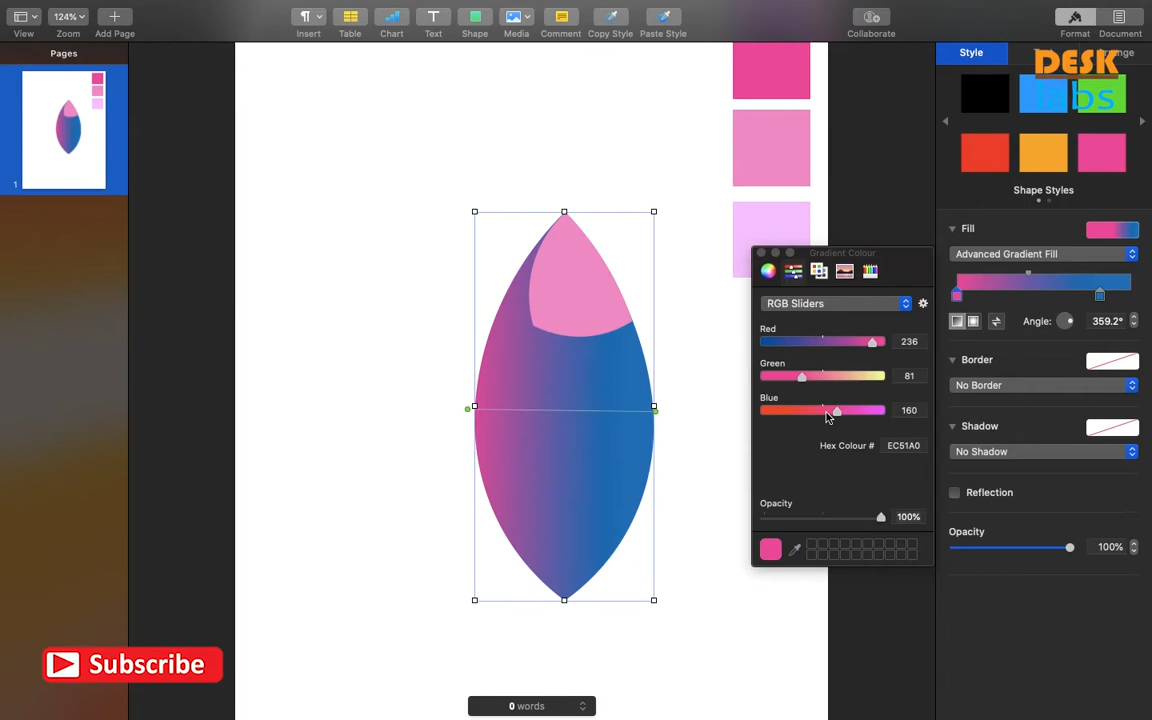 124%
View
Zoom
Add Page
Insert
Table
Chart
Text
Shape
Media
Comment
Copy Style
Paste Style
Collaborate
Format
Document
Pages
Style
DESK
labs
1
Shape Styles
Fill
Advanced Gradient Fill
Angle:
359.2°
Border
No Border
Shadow
No Shadow
Reflection
Opacity
100%
Gradient Colour
RGB Sliders
Red
236
Green
81
Blue
160
Hex Colour #
EC51A0
Opacity
100%
Subscribe
0 words